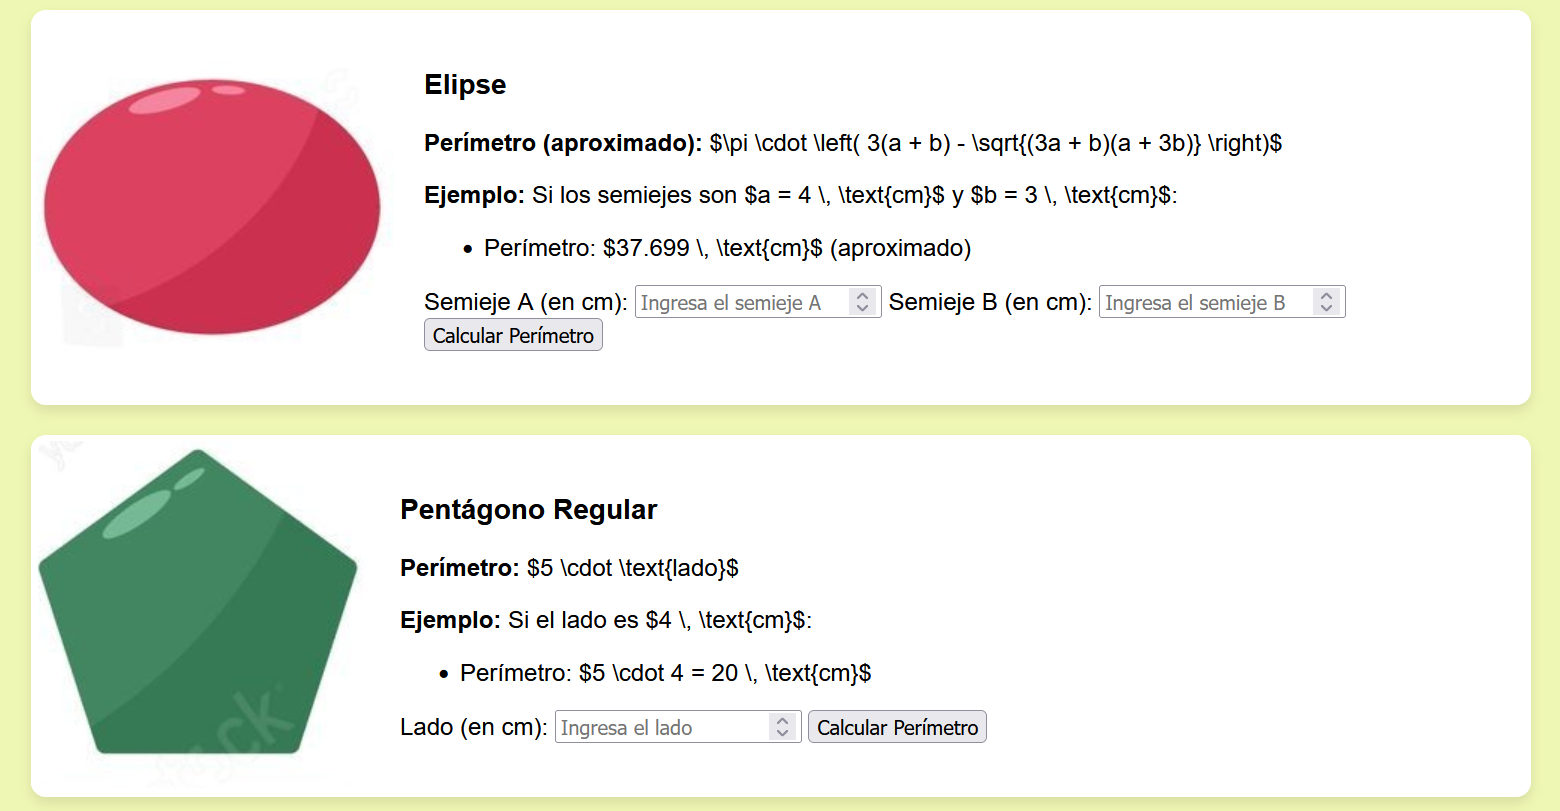 Elipse
Perímetro (aproximado): $\pi \cdot \left( 3(a + b) - \sqrt{(3a + b)(a + 3b)} \right)$
Ejemplo: Si los semiejes son $a = 4 \, \text{cm}$ y $b = 3 \, \text{cm}$:
• Perímetro: $37.699 \, \text{cm}$ (aproximado)
Semieje A (en cm): Ingresa el semieje A Semieje B (en cm): Ingresa el semieje B
Calcular Perímetro
Pentágono Regular
Perímetro: $5 \cdot \text{lado}$
Ejemplo: Si el lado es $4 \, \text{cm}$:
• Perímetro: $5 \cdot 4 = 20 \, \text{cm}$
Lado (en cm): Ingresa el lado Calcular Perímetro